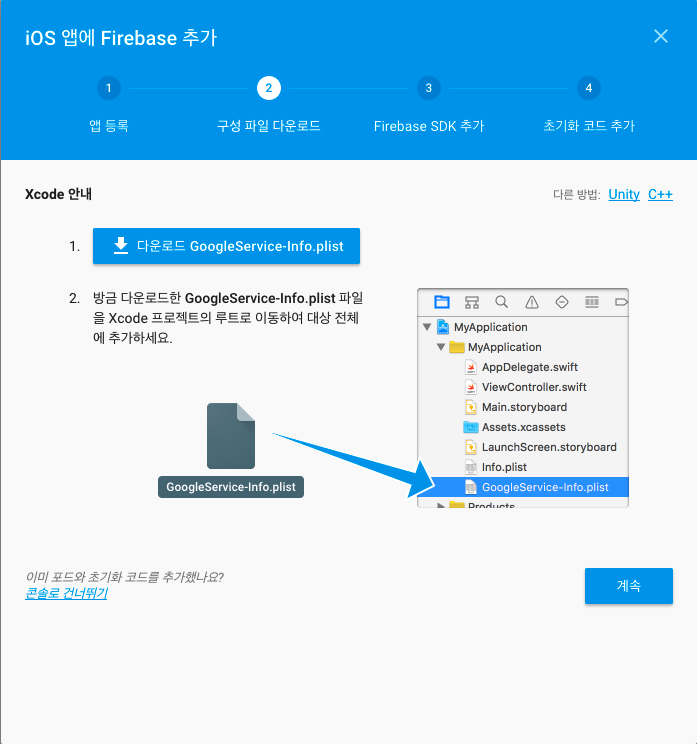 iOS 앱에 Firebase 추가
1
2
3
4
앱 등록
구성 파일 다운로드
Firebase SDK 추가
초기화 코드 추가
Xcode 안내
다른 방법: Unity C++
1. 다운로드 GoogleService-Info.plist
2. 방금 다운로드한 GoogleService-Info.plist 파일
을 Xcode 프로젝트의 루트로 이동하여 대상 전체
에 추가하세요.
GoogleService-Info.plist
MyApplication
MyApplication
AppDelegate.swift
ViewController.swift
Main.storyboard
Assets.xcassets
LaunchScreen.storyboard
Info.plist
GoogleService-Info.plist
Products
이미 포드와 초기화 코드를 추가했나요?
콘솔로 건너뛰기
계속